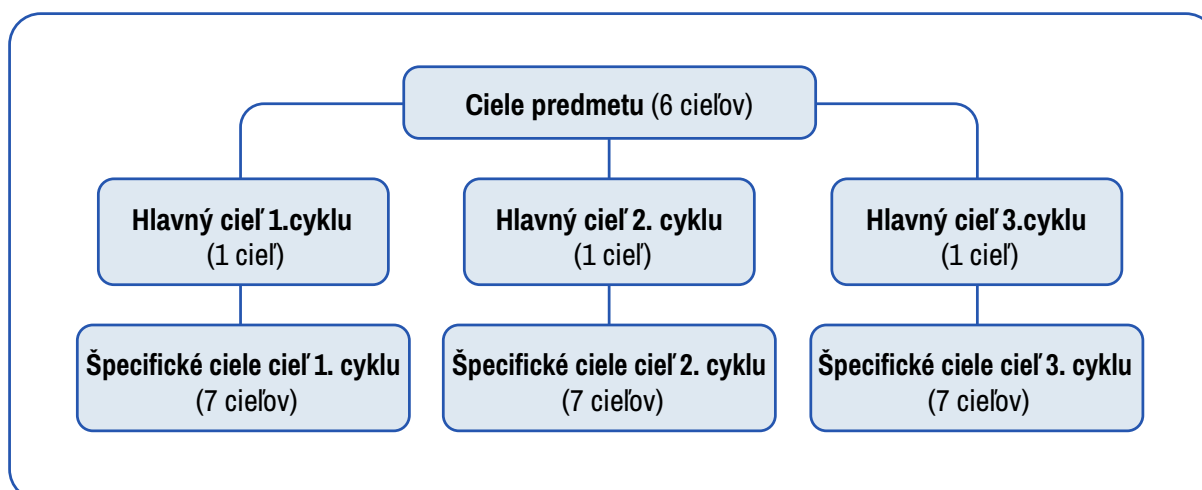 Ciele predmetu (6 cieľov)
Hlavný cieľ 1.cyklu
(1 cieľ)
Hlavný cieľ 2. cyklu
(1 cieľ)
Hlavný cieľ 3.cyklu
(1 cieľ)
Špecifické ciele cieľ 1. cyklu
(7 cieľov)
Špecifické ciele cieľ 2. cyklu
(7 cieľov)
Špecifické ciele cieľ 3. cyklu
(7 cieľov)